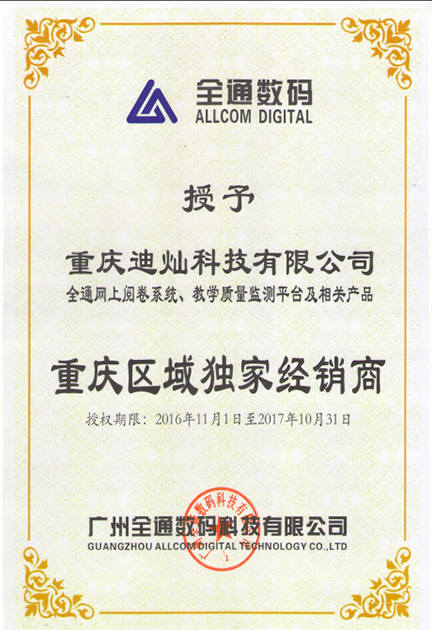 全通数码
ALLCOM DIGITAL
授予
重庆迪灿科技有限公司
全通网上阅卷系统、教学质量监测平台及相关产品
重庆区域独家经销商
授权期限：2016年11月1日至2017年10月31日
广州全通数码科技有限公司
GUANGZHOU ALLCOM DIGITAL TECHNOLOGY CO.,LTD